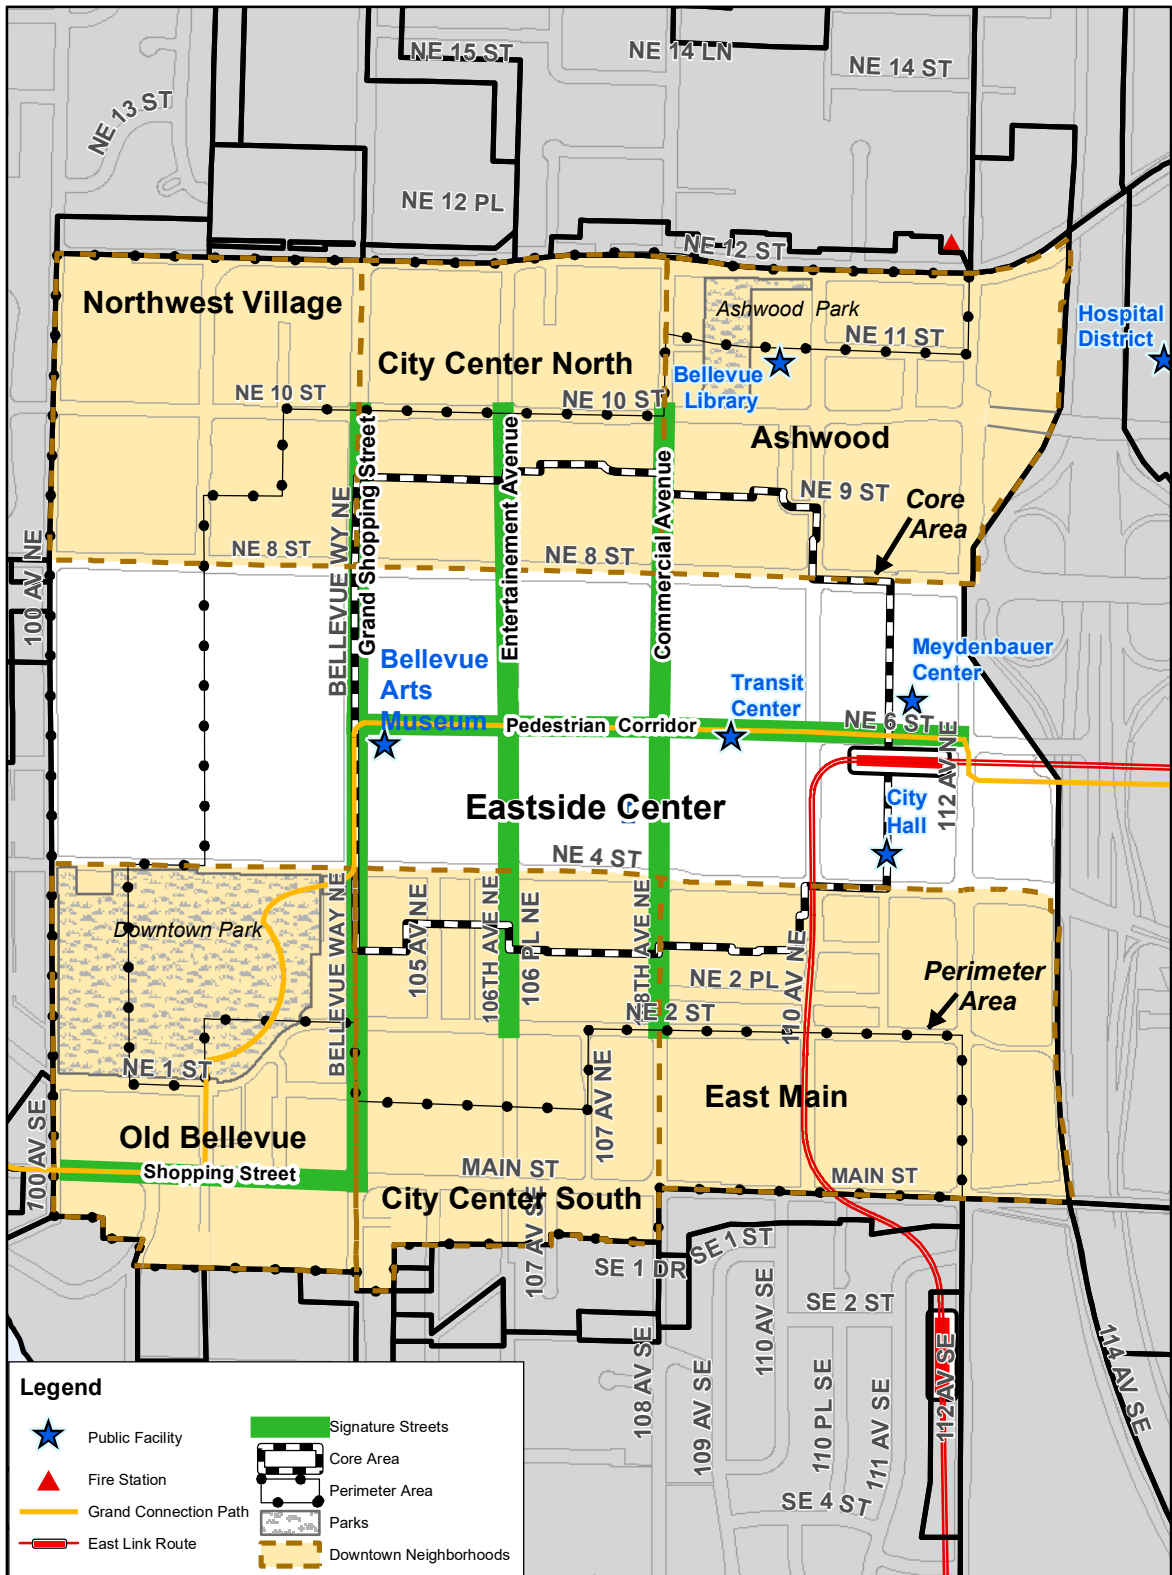 NE 15 ST
NE 14 LN
NE 14 ST
NE 13 ST
NE 12 PL
NE 12 ST
Northwest Village
Ashwood Park
Hospital
District
NE 11 ST
City Center North
Bellevue
Library
NE 10 ST
NE 10 ST
Ashwood
Grand Shopping Street
Entertainement Avenue
Commercial Avenue
NE 9 ST
Core
Area
BELLEVUE WY NE
NE 8 ST
NE 8 ST
100 AV NE
Meydenbauer
Center
Bellevue
Arts
Museum
Transit
Center
Pedestrian Corridor
NE 6 ST
112 AV NE
Eastside Center
City
Hall
NE 4 ST
BELLEVUE WAY NE
105 AV NE
106TH AVE NE
106 PL NE
108TH AVE NE
Downtown Park
NE 2 PL
110 AV NE
Perimeter
Area
NE 2 ST
NE 1 ST
107 AV NE
East Main
100 AV SE
Old Bellevue
Shopping Street
MAIN ST
MAIN ST
City Center South
107 AV SE
SE 1 ST
SE 1 DR
110 AV SE
SE 2 ST
108 AV SE
109 AV SE
110 PL SE
111 AV SE
112 AV SE
114 AV SE
SE 4 ST
Legend
Public Facility
Fire Station
Grand Connection Path
East Link Route
Signature Streets
Core Area
Perimeter Area
Parks
Downtown Neighborhoods